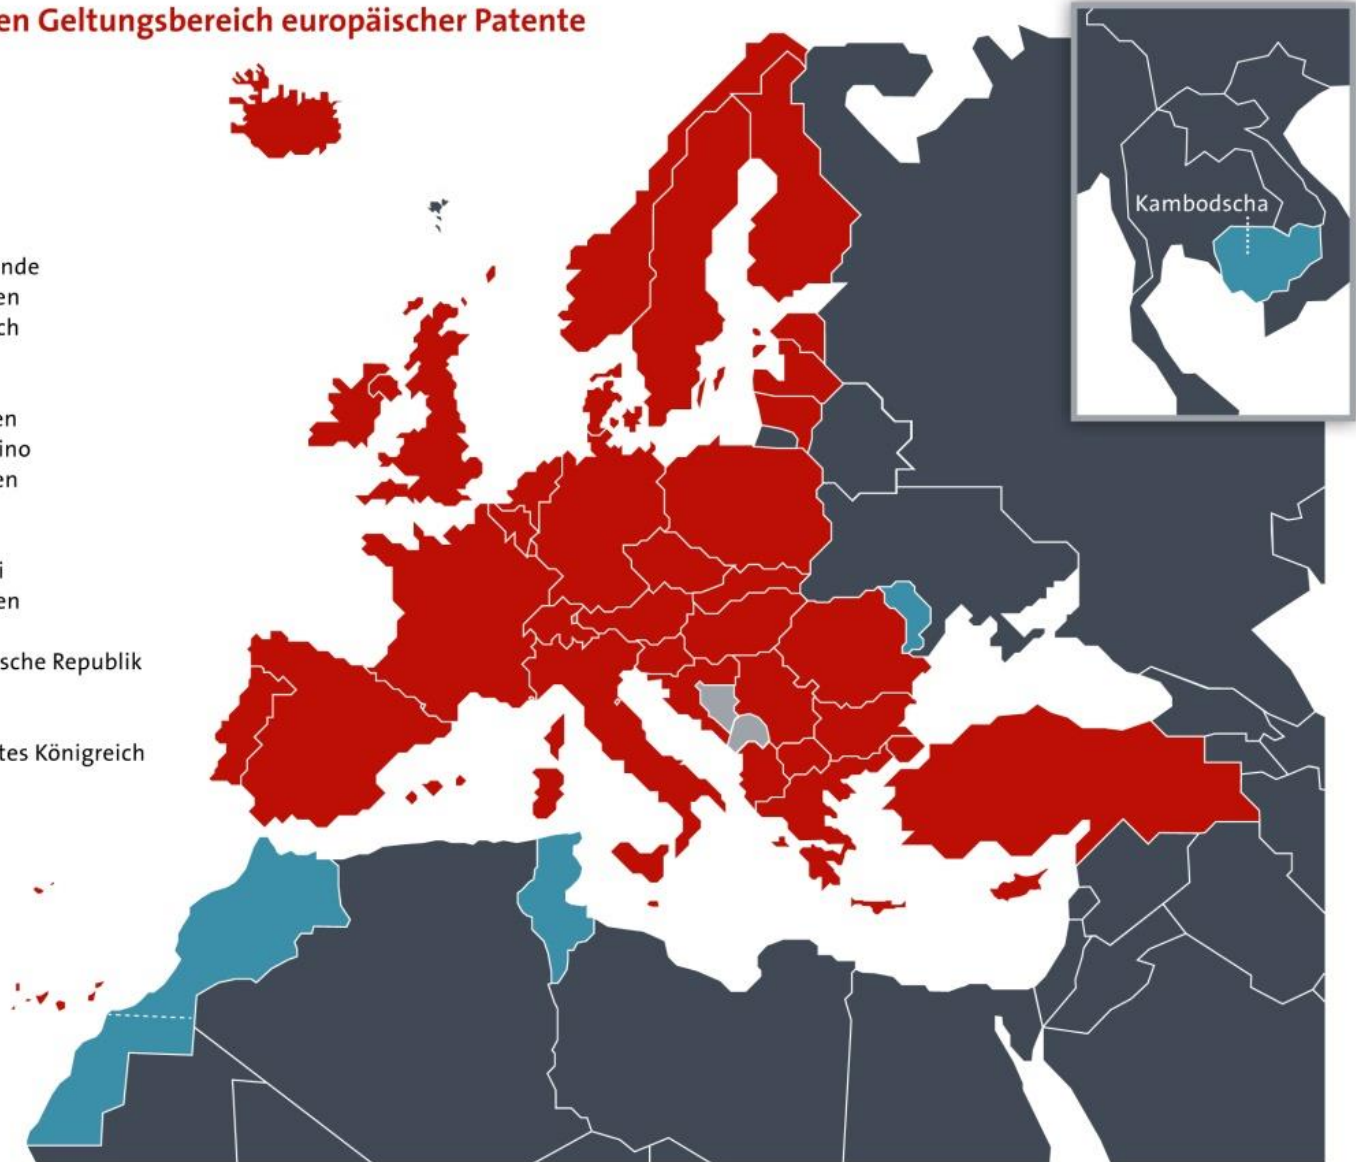 en Geltungsbereich europäischer Patente
Kambodscha
nde
en
ch
en
ino
en
i
en
sche Republik
tes Königreich